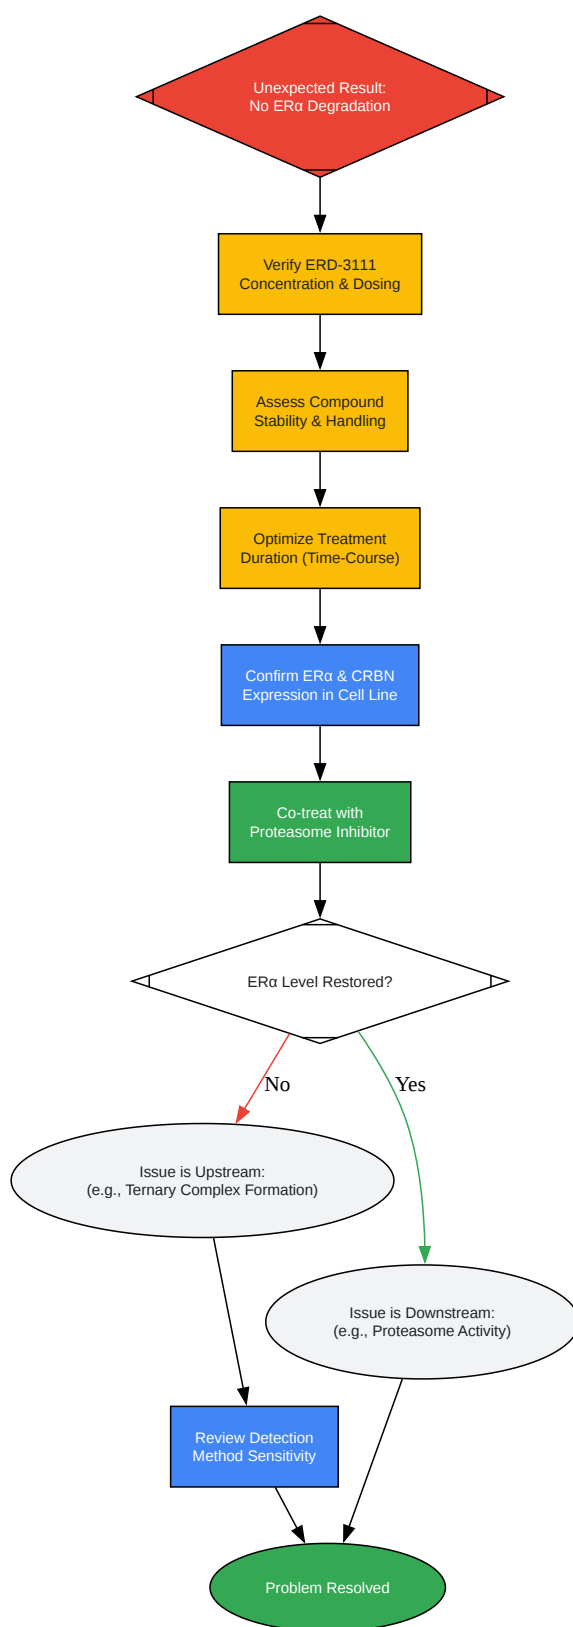 Unexpected Result:
No ERα Degradation
Verify ERD-3111
Concentration & Dosing
Assess Compound
Stability & Handling
Optimize Treatment
Duration (Time-Course)
Confirm ERα & CRBN
Expression in Cell Line
Co-treat with
Proteasome Inhibitor
ERα Level Restored?
No
Yes
Issue is Upstream:
(e.g., Ternary Complex Formation)
Issue is Downstream:
(e.g., Proteasome Activity)
Review Detection
Method Sensitivity
Problem Resolved